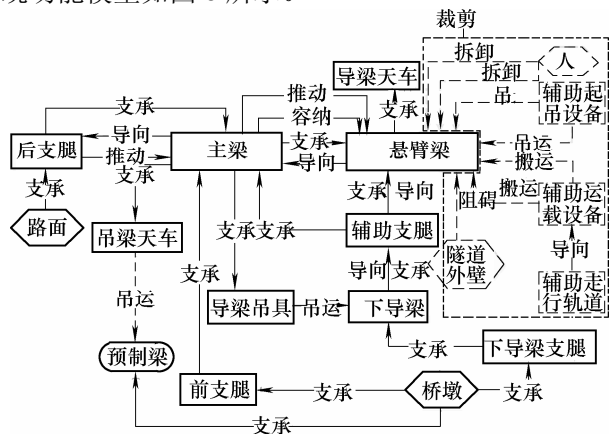 现功能模型如图 所示
裁剪
拆卸
人
导梁天车
拆卸
推动
吊
辅助起
吊设备
支承
容纳
支承
导向
支承
吊运
后支腿
推动
主梁
导向
悬臂梁
搬运
支承
支承
支承
导向
搬运
辅助运
载设备
阻碍
路面
支承支承
辅助支腿
吊梁天车
隧道
外壁
导向
导向
支承
吊运
导梁吊具
吊运
下导梁
辅助走
行轨道
支承
下导梁支腿
预制梁
支承
前支腿
支承
桥墩
支承
支承